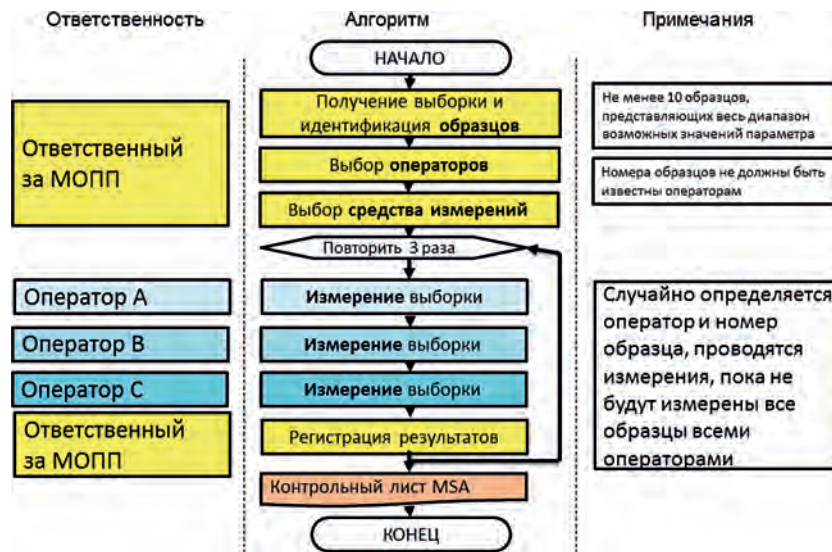 Ответственность
Алгоритм
Примечания
НАЧАЛО
Ответственный
за МОПП
Получение выборки и
идентификация образцов
Не менее 10 образцов,
представляющих весь диапазон
возможных значений параметра
Выбор операторов
Номера образцов не должны быть
известны операторам
Выбор средства измерений
Повторить 3 раза
Оператор А
Измерение выборки
Случайно определяется
оператор и номер
образца, проводятся
измерения, пока не
будут измерены все
образцы всеми
операторами
Оператор В
Измерение выборки
Оператор С
Измерение выборки
Ответственный
за МОПП
Регистрация результатов
Контрольный лист MSA
КОНЕЦ